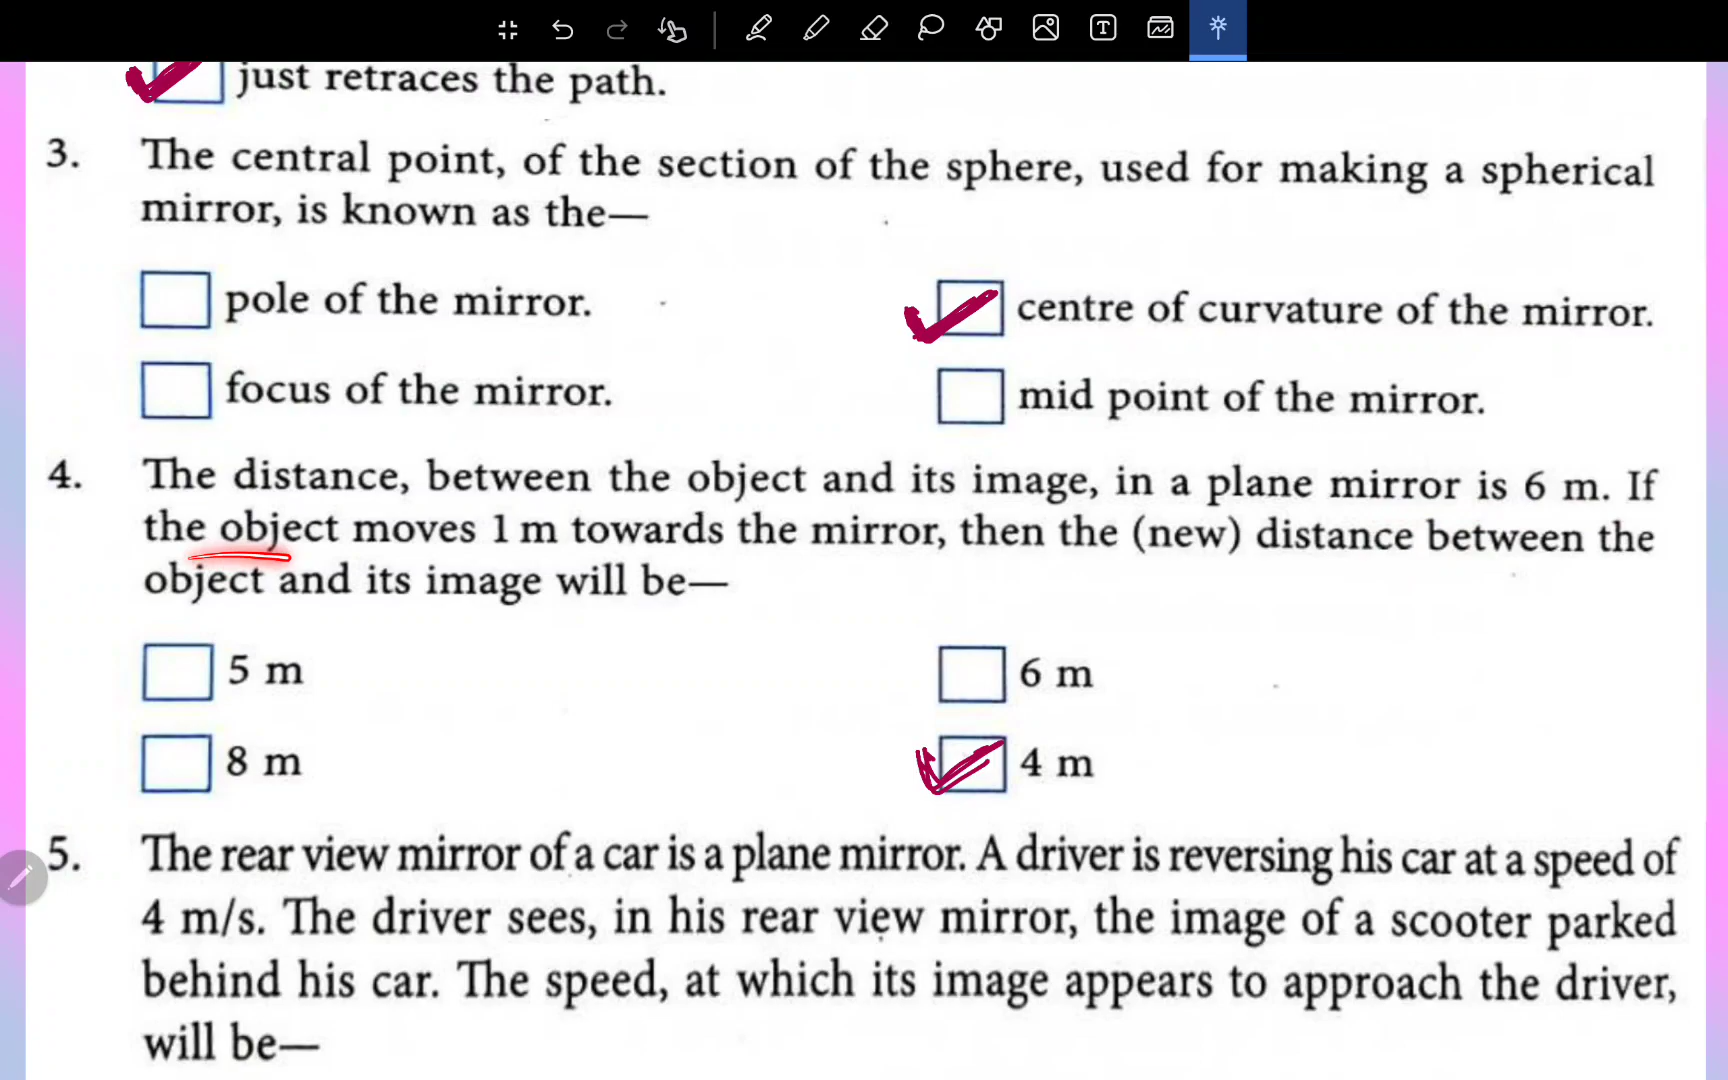 just retraces the path.
3. The central point, of the section of the sphere, used for making a spherical
mirror, is known as the—
pole of the mirror. centre of curvature of the mirror.
focus of the mirror. mid point of the mirror.
4. The distance, between the object and its image, in a plane mirror is 6 m. If
the object moves 1 m towards the mirror, then the (new) distance between the
object and its image will be—
5 m 6 m
8 m 4 m
5. The rear view mirror of a car is a plane mirror. A driver is reversing his car at a speed of
4 m/s. The driver sees, in his rear view mirror, the image of a scooter parked
behind his car. The speed, at which its image appears to approach the driver,
will be—